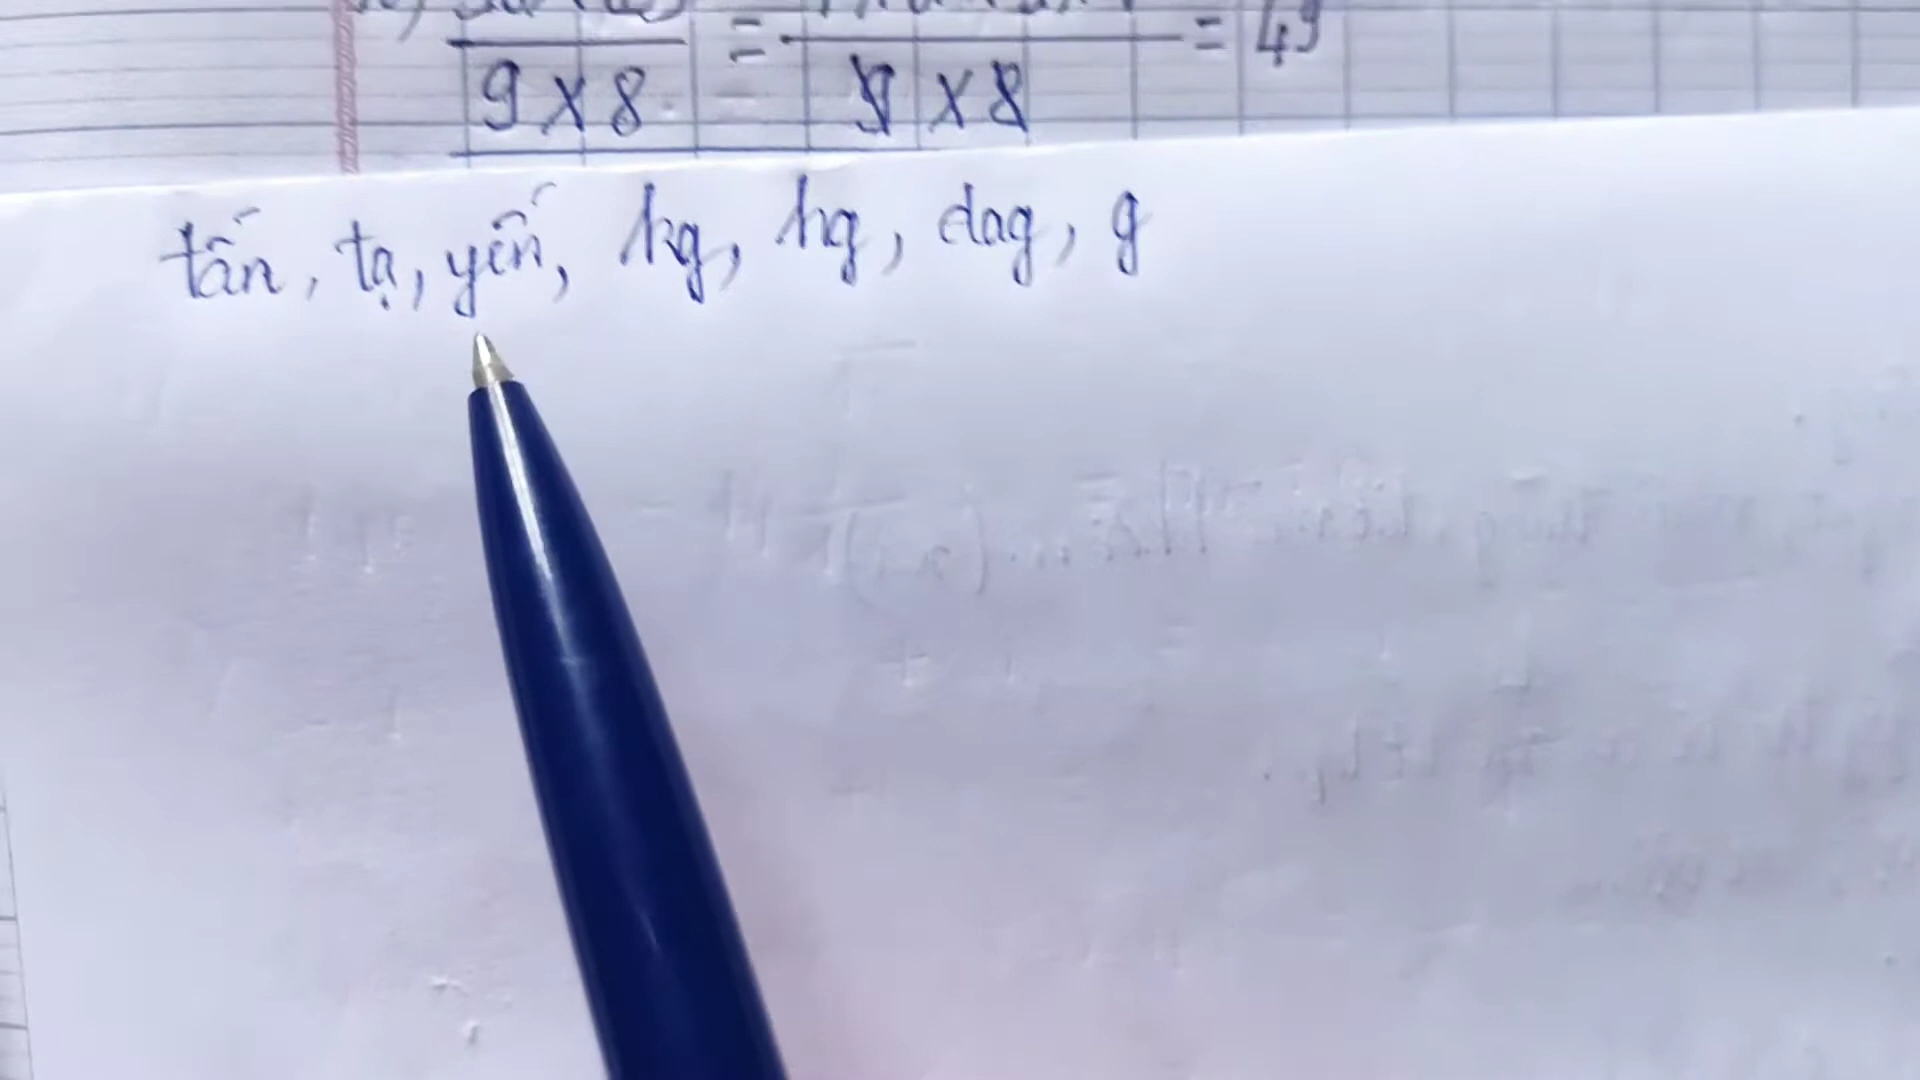 = 49
9 x 8 = 9 x 8
tấn, tạ, yến, kg, hg, dag, g